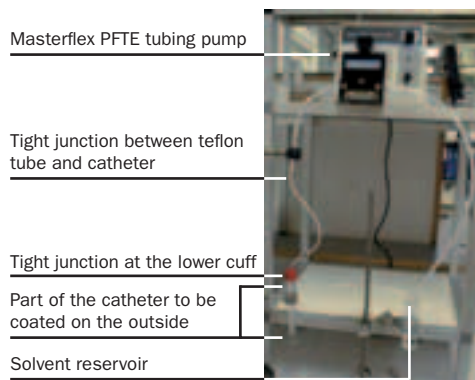 Masterflex PFTE tubing pump
Tight junction between teflon
tube and catheter
Tight junction at the lower cuff
Part of the catheter to be
coated on the outside
Solvent reservoir